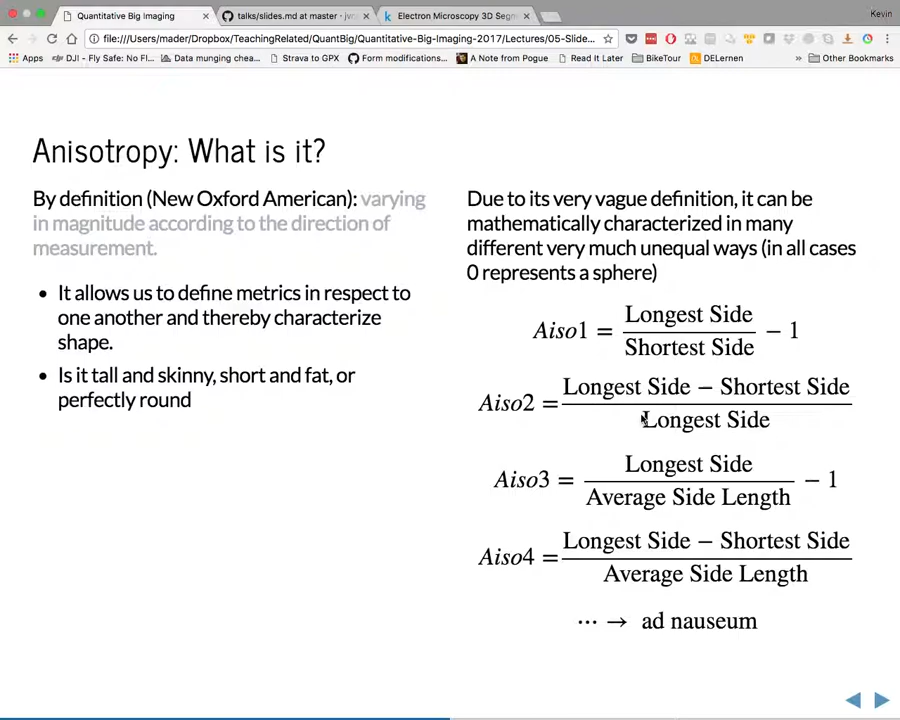 Quantitative Big Imaging
talks/slides.md at master · jvr
Electron Microscopy 3D Segm
Kevin
file:///Users/mader/Dropbox/TeachingRelated/QuantBig/Quantitative-Big-Imaging-2017/Lectures/05-Slide...
Apps
DJI - Fly Safe: No Fl...
Data munging chea...
Strava to GPX
Form modifications...
A Note from Pogue
Read It Later
BikeTour
DELernen
» Other Bookmarks
Anisotropy: What is it?
By definition (New Oxford American): varying
in magnitude according to the direction of
measurement.
• It allows us to define metrics in respect to
one another and thereby characterize
shape.
• Is it tall and skinny, short and fat, or
perfectly round
Due to its very vague definition, it can be
mathematically characterized in many
different very much unequal ways (in all cases
0 represents a sphere)
Longest Side
Aiso1 = − 1
Shortest Side
Longest Side − Shortest Side
Aiso2 =
Longest Side
Longest Side
Aiso3 = − 1
Average Side Length
Longest Side − Shortest Side
Aiso4 =
Average Side Length
⋯ → ad nauseum